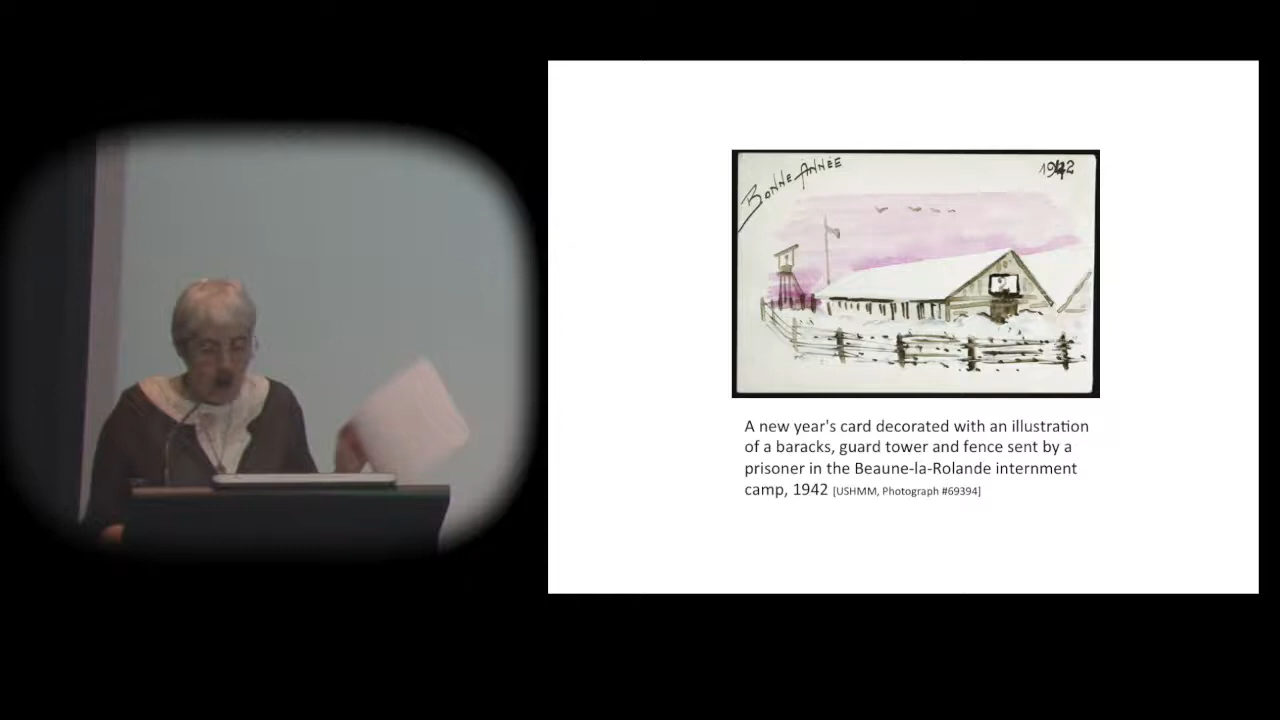 BONNE ANNÉE
1942
2
A new year's card decorated with an illustration
of a baracks, guard tower and fence sent by a
prisoner in the Beaune-la-Rolande internment
camp, 1942 [USHMM, Photograph #69394]